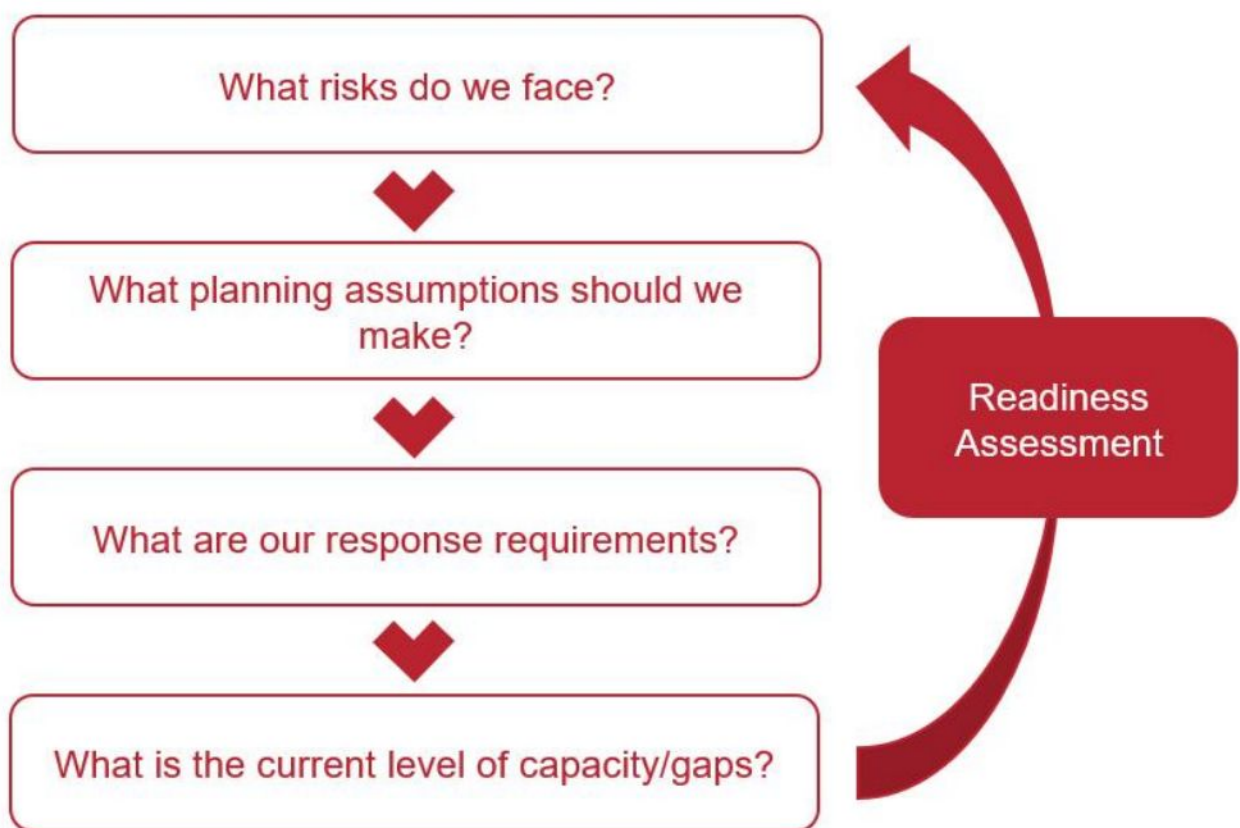 What risks do we face?
What planning assumptions should we
make?
Readiness
Assessment
What are our response requirements?
What is the current level of capacity/gaps?